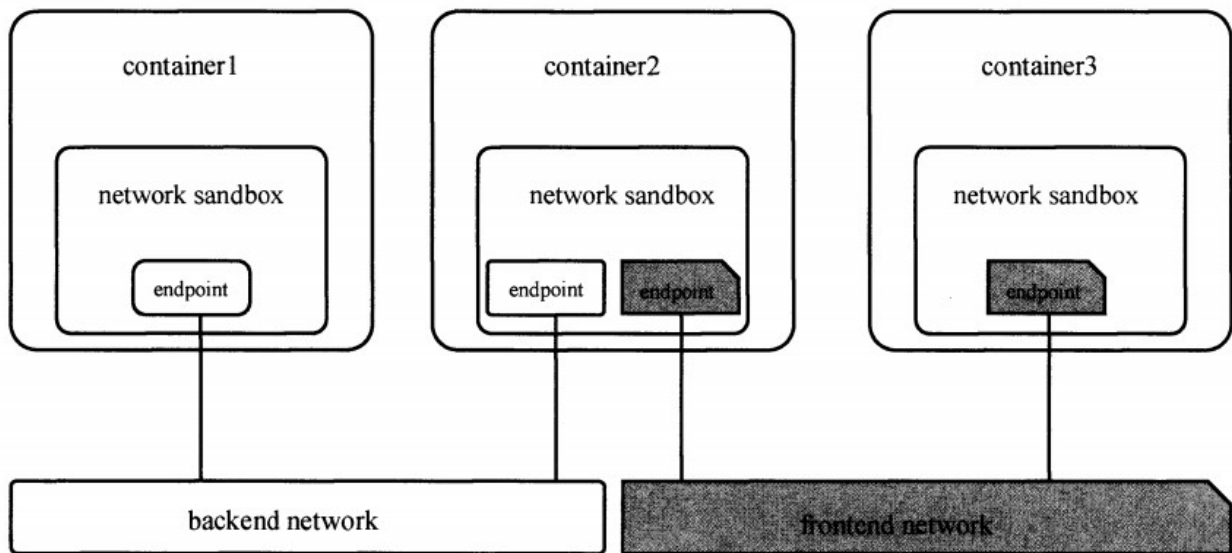 container1
container2
container3
network sandbox
network sandbox
network sandbox
endpoint
endpoint
endpoint
endpoint
backend network
frontend network